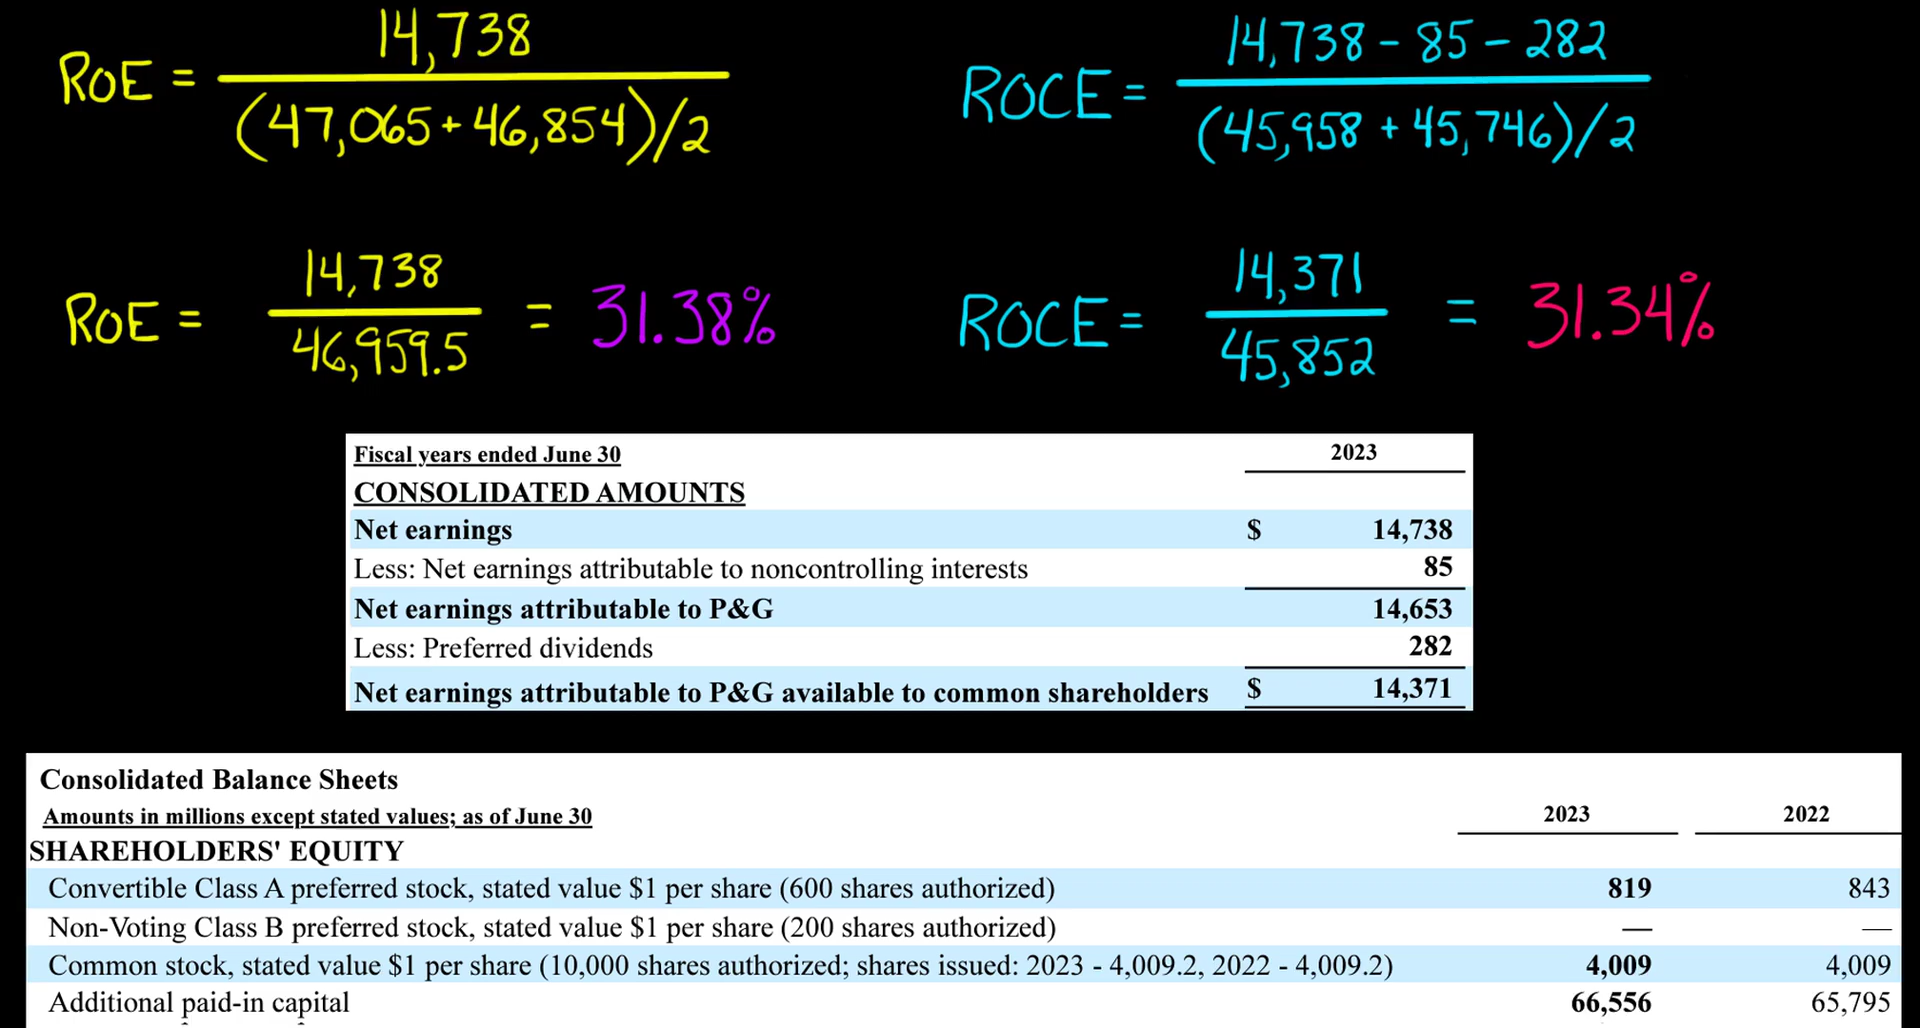 ROE = 14,738 / (47,065 + 46,854)/2
ROCE = 14,738 - 85 - 282 / (45,958 + 45,746)/2
ROE = 14,738 / 46,959.5 = 31.38%
ROCE = 14,371 / 45,852 = 31.34%
Fiscal years ended June 30 2023
CONSOLIDATED AMOUNTS
Net earnings $ 14,738
Less: Net earnings attributable to noncontrolling interests 85
Net earnings attributable to P&G 14,653
Less: Preferred dividends 282
Net earnings attributable to P&G available to common shareholders $ 14,371
Consolidated Balance Sheets
Amounts in millions except stated values; as of June 30 2023 2022
SHAREHOLDERS' EQUITY
Convertible Class A preferred stock, stated value $1 per share (600 shares authorized) 819 843
Non-Voting Class B preferred stock, stated value $1 per share (200 shares authorized) — —
Common stock, stated value $1 per share (10,000 shares authorized; shares issued: 2023 - 4,009.2, 2022 - 4,009.2) 4,009 4,009
Additional paid-in capital 66,556 65,795